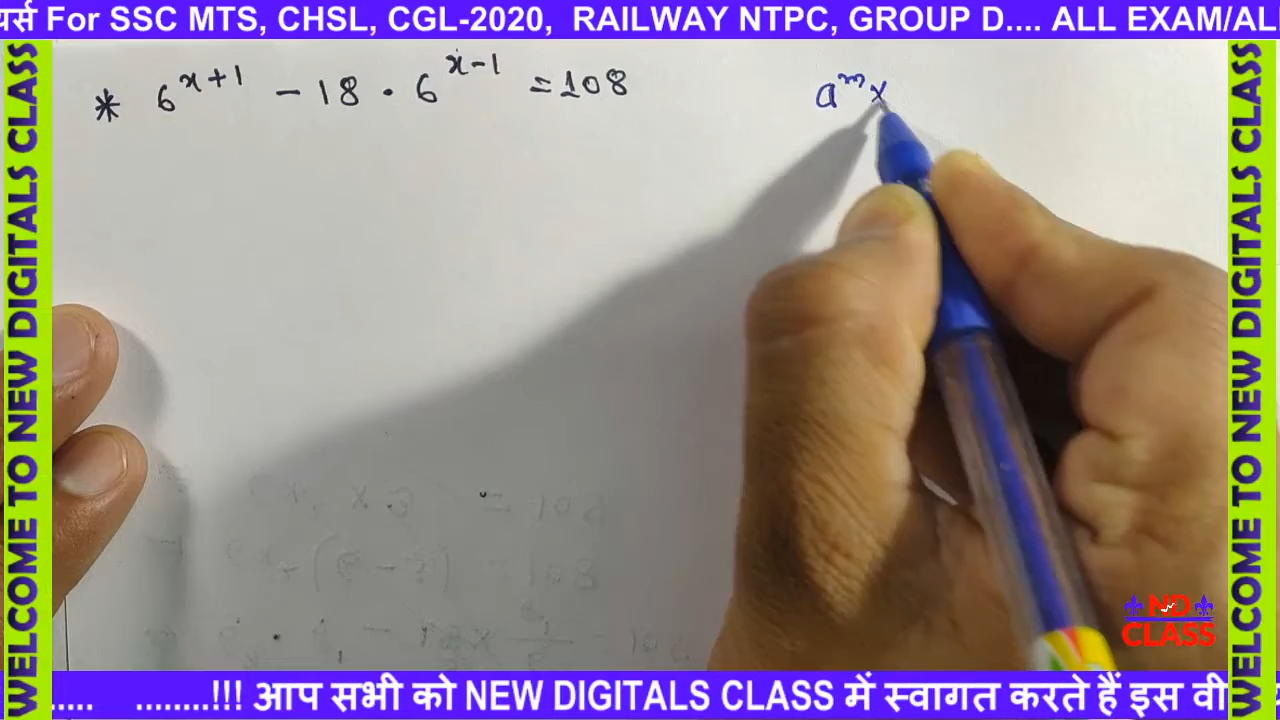 यर्स For SSC MTS, CHSL, CGL-2020, RAILWAY NTPC, GROUP D.... ALL EXAM/AL
WELCOME TO NEW DIGITALS CLASS
* 6^{x+1} - 18 · 6^{x-1} = 108
a^m ×
WELCOME TO NEW DIGITALS CLASS
ND
CLASS
..... ........!!! आप सभी को NEW DIGITALS CLASS में स्वागत करते हैं इस वी